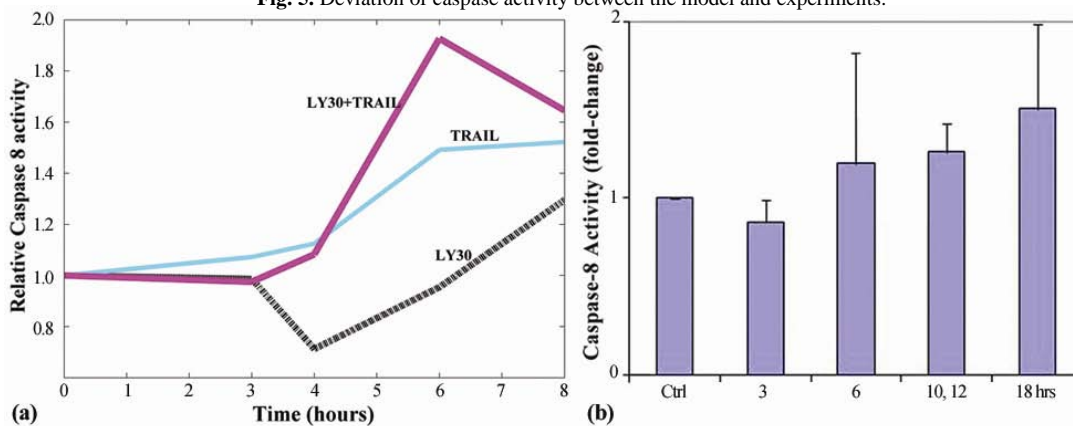 Fig. 5. Deviation of caspase activity between the model and experiments.
Relative Caspase 8 activity
2.0
1.8
1.6
1.4
1.2
1.0
0.8
LY30+TRAIL
TRAIL
LY30
0 1 2 3 4 5 6 7 8
Time (hours)
(a)
Caspase-8 Activity (fold-change)
2
1
0
Ctrl 3 6 10, 12 18 hrs
(b)